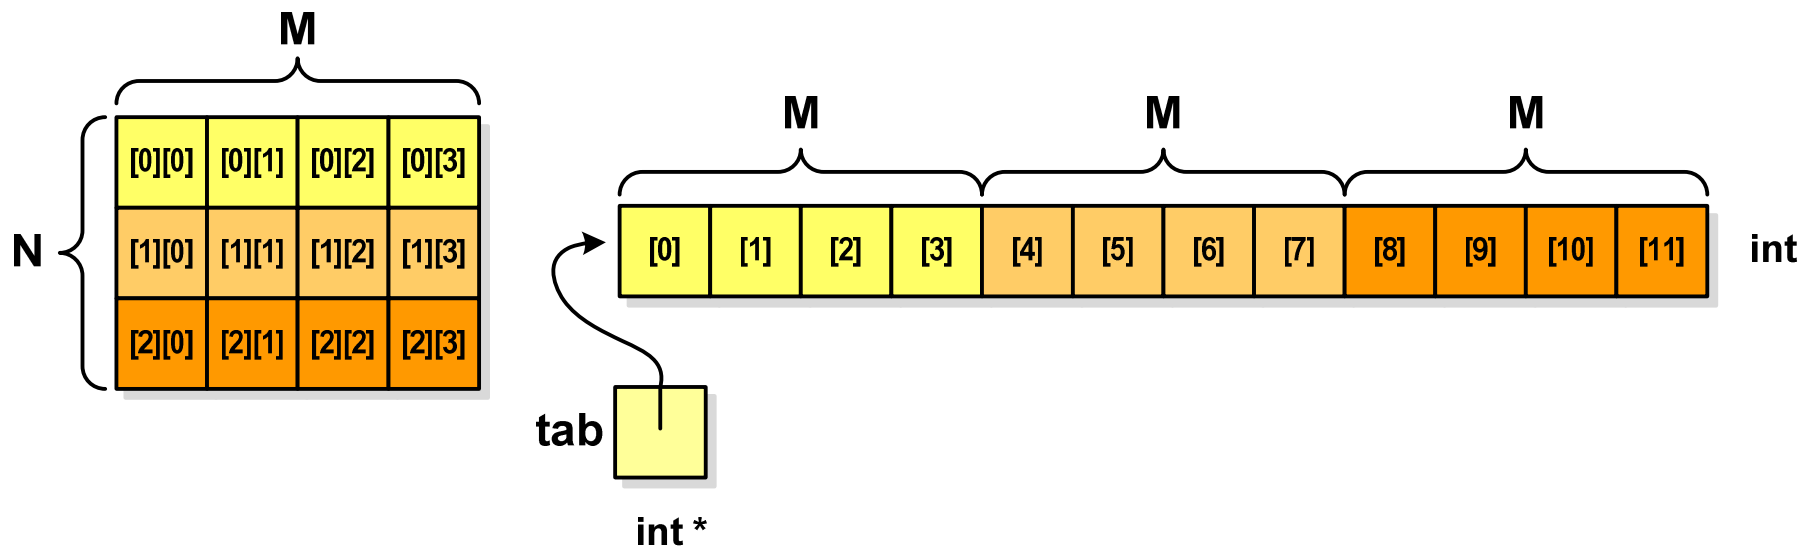 M
N
[0][0] [0][1] [0][2] [0][3]
[1][0] [1][1] [1][2] [1][3]
[2][0] [2][1] [2][2] [2][3]
M M M
[0] [1] [2] [3] [4] [5] [6] [7] [8] [9] [10] [11] int
tab
int *